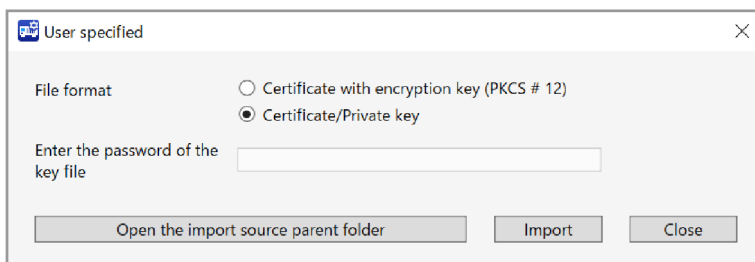 User specified
File format
Certificate with encryption key (PKCS # 12)
Certificate/Private key
Enter the password of the
key file
Open the import source parent folder
Import
Close